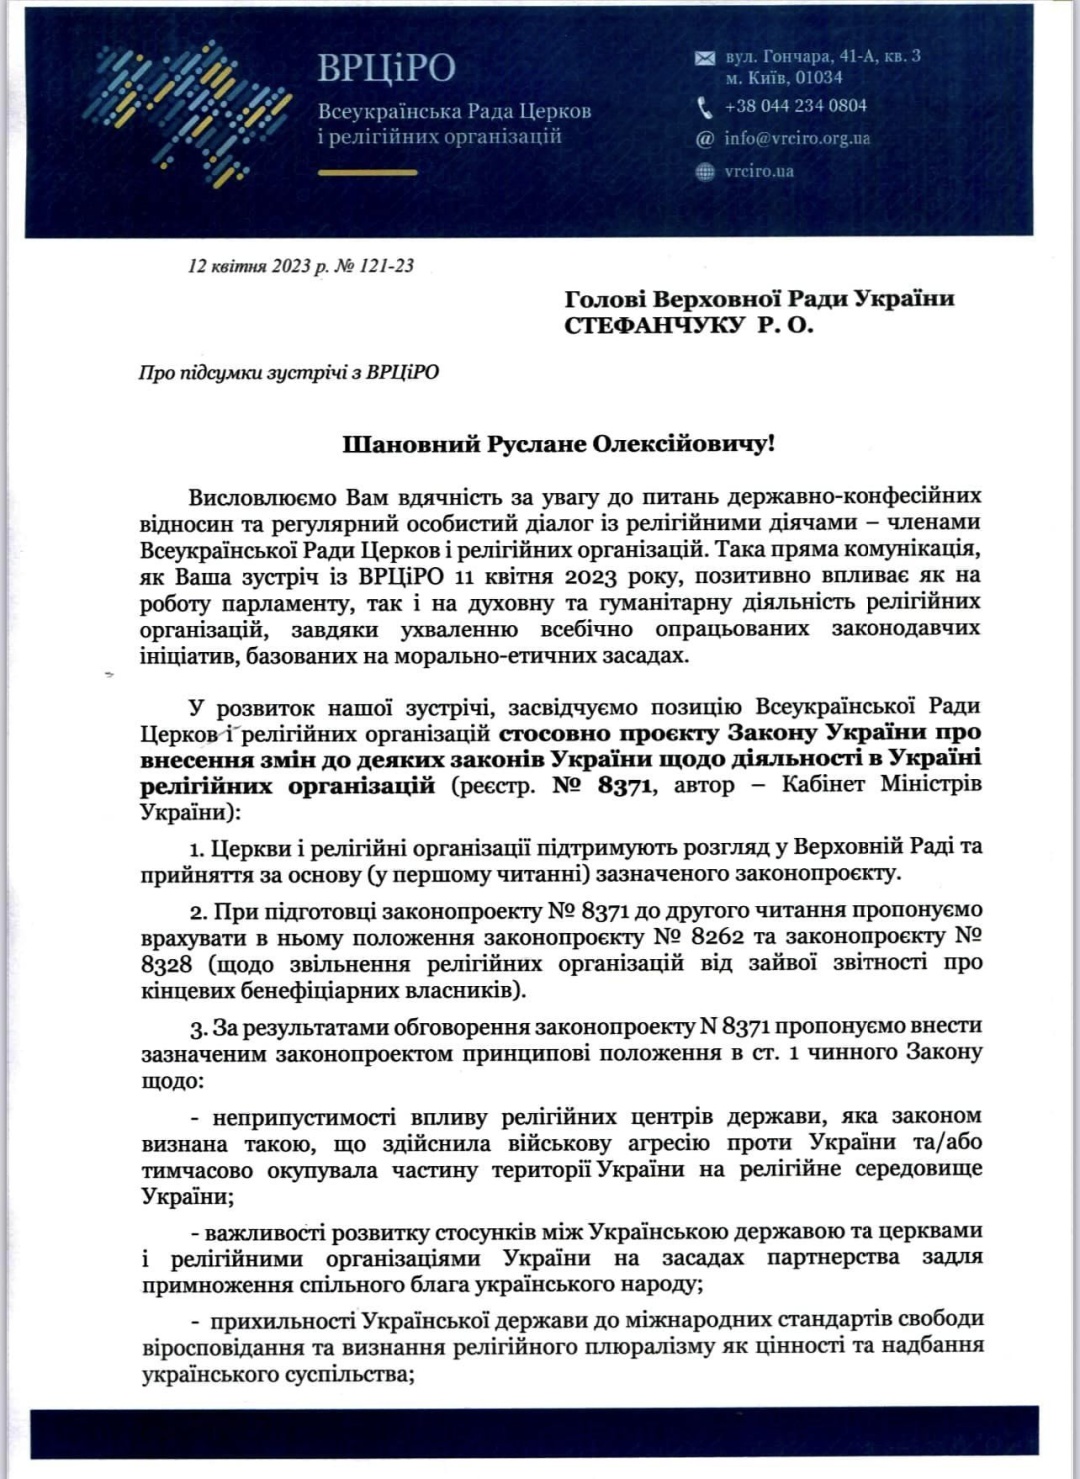 ВРЦіРО
Всеукраїнська Рада Церков
і релігійних організацій
вул. Гончара, 41-А, кв. 3
м. Київ, 01034
+38 044 234 0804
info@vrciro.org.ua
vrciro.ua
12 квітня 2023 р. № 121-23
Голові Верховної Ради України
СТЕФАНЧУКУ Р. О.
Про підсумки зустрічі з ВРЦіРО
Шановний Руслане Олексійовичу!
Висловлюємо Вам вдячність за увагу до питань державно-конфесійних
відносин та регулярний особистий діалог із релігійними діячами – членами
Всеукраїнської Ради Церков і релігійних організацій. Така пряма комунікація,
як Ваша зустріч із ВРЦіРО 11 квітня 2023 року, позитивно впливає як на
роботу парламенту, так і на духовну та гуманітарну діяльність релігійних
організацій, завдяки ухваленню всебічно опрацьованих законодавчих
ініціатив, базованих на морально-етичних засадах.
У розвиток нашої зустрічі, засвідчуємо позицію Всеукраїнської Ради
Церков і релігійних організацій стосовно проєкту Закону України про
внесення змін до деяких законів України щодо діяльності в Україні
релігійних організацій (реєстр. № 8371, автор – Кабінет Міністрів
України):
1. Церкви і релігійні організації підтримують розгляд у Верховній Раді та
прийняття за основу (у першому читанні) зазначеного законопроєкту.
2. При підготовці законопроекту № 8371 до другого читання пропонуємо
врахувати в ньому положення законопроєкту № 8262 та законопроєкту №
8328 (щодо звільнення релігійних організацій від зайвої звітності про
кінцевих бенефіціарних власників).
3. За результатами обговорення законопроекту N 8371 пропонуємо внести
зазначеним законопроектом принципові положення в ст. 1 чинного Закону
щодо:
- неприпустимості впливу релігійних центрів держави, яка законом
визнана такою, що здійснила військову агресію проти України та/або
тимчасово окупувала частину території України на релігійне середовище
України;
- важливості розвитку стосунків між Українською державою та церквами
і релігійними організаціями України на засадах партнерства задля
примноження спільного блага українського народу;
- прихильності Української держави до міжнародних стандартів свободи
віросповідання та визнання релігійного плюралізму як цінності та надбання
українського суспільства;